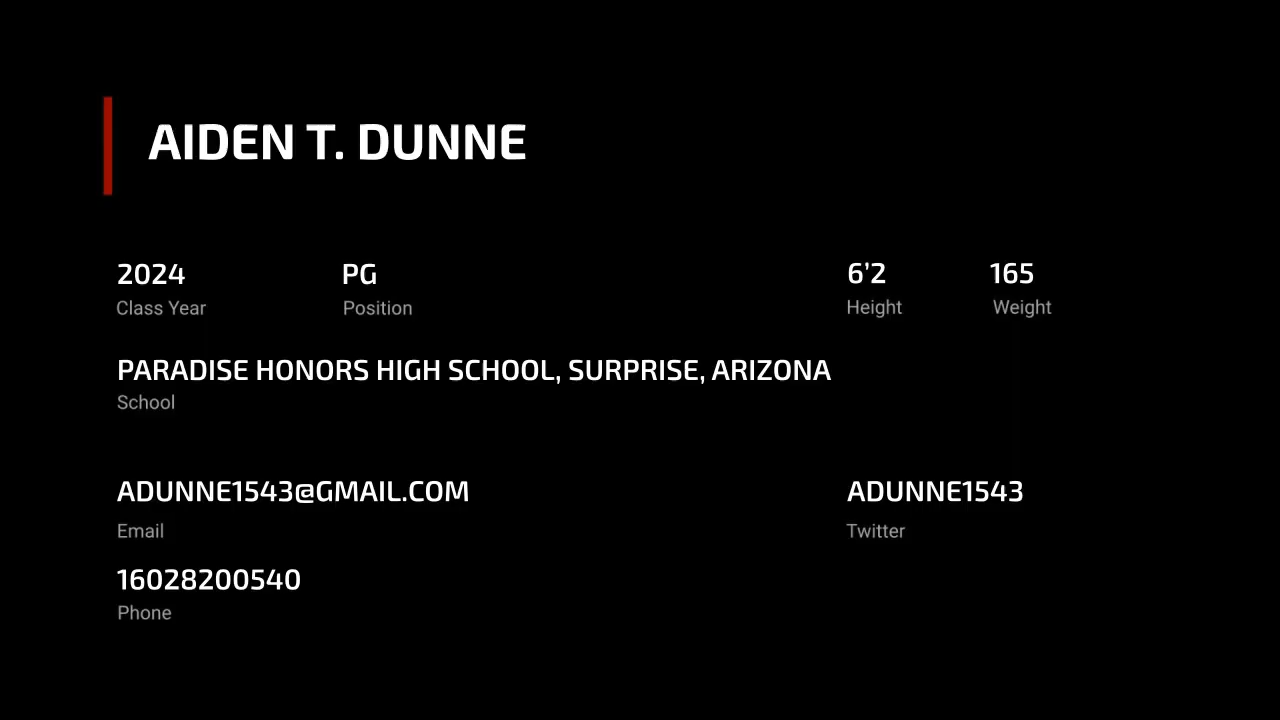 AIDEN T. DUNNE
2024 PG 6'2 165
Class Year Position Height Weight
PARADISE HONORS HIGH SCHOOL, SURPRISE, ARIZONA
School
ADUNNE1543@GMAIL.COM ADUNNE1543
Email Twitter
16028200540
Phone